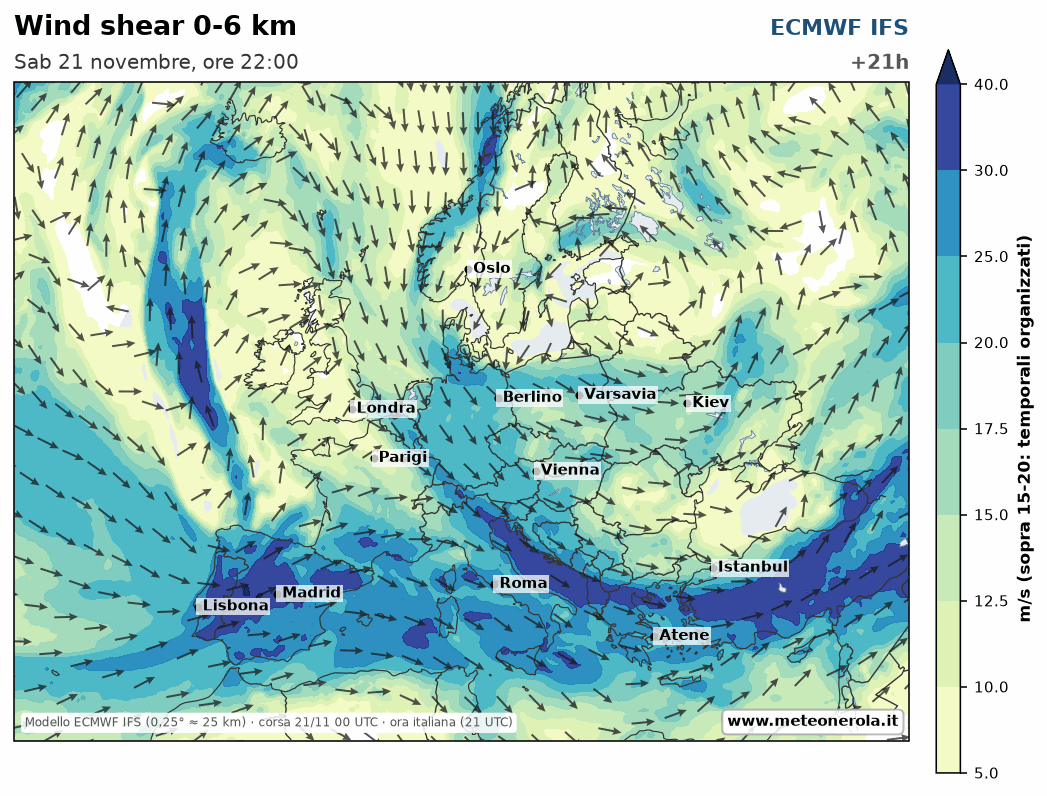 Wind shear 0-6 km
ECMWF IFS
Sab 21 novembre, ore 22:00
+21h
40.0
30.0
25.0
20.0
17.5
15.0
12.5
10.0
5.0
m/s (sopra 15-20: temporali organizzati)
Oslo
Berlino
Varsavia
Kiev
Londra
Parigi
Vienna
Istanbul
Roma
Madrid
Lisbona
Atene
Modello ECMWF IFS (0,25° ≈ 25 km) · corsa 21/11 00 UTC · ora italiana (21 UTC)
www.meteonerola.it